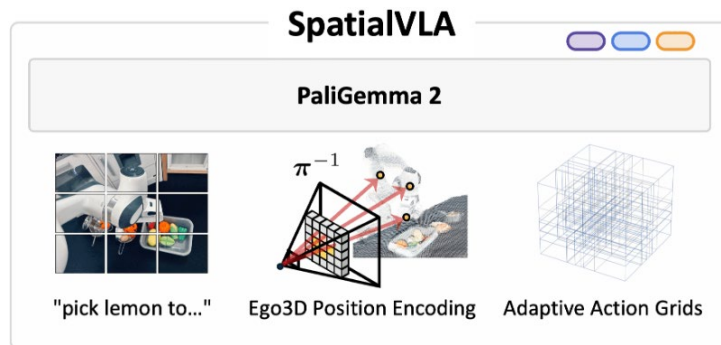 SpatialVLA
PaliGemma 2
π⁻¹
"pick lemon to..."
Ego3D Position Encoding
Adaptive Action Grids